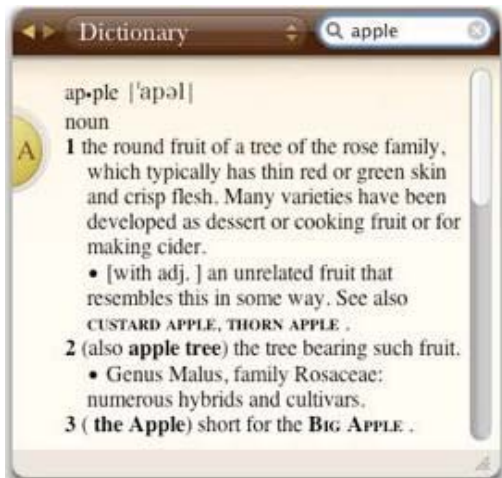 Dictionary
apple
A
ap•ple |ˈapəl|
noun
1 the round fruit of a tree of the rose family,
which typically has thin red or green skin
and crisp flesh. Many varieties have been
developed as dessert or cooking fruit or for
making cider.
• [with adj. ] an unrelated fruit that
resembles this in some way. See also
CUSTARD APPLE, THORN APPLE .
2 (also apple tree) the tree bearing such fruit.
• Genus Malus, family Rosaceae:
numerous hybrids and cultivars.
3 ( the Apple) short for the BIG APPLE .